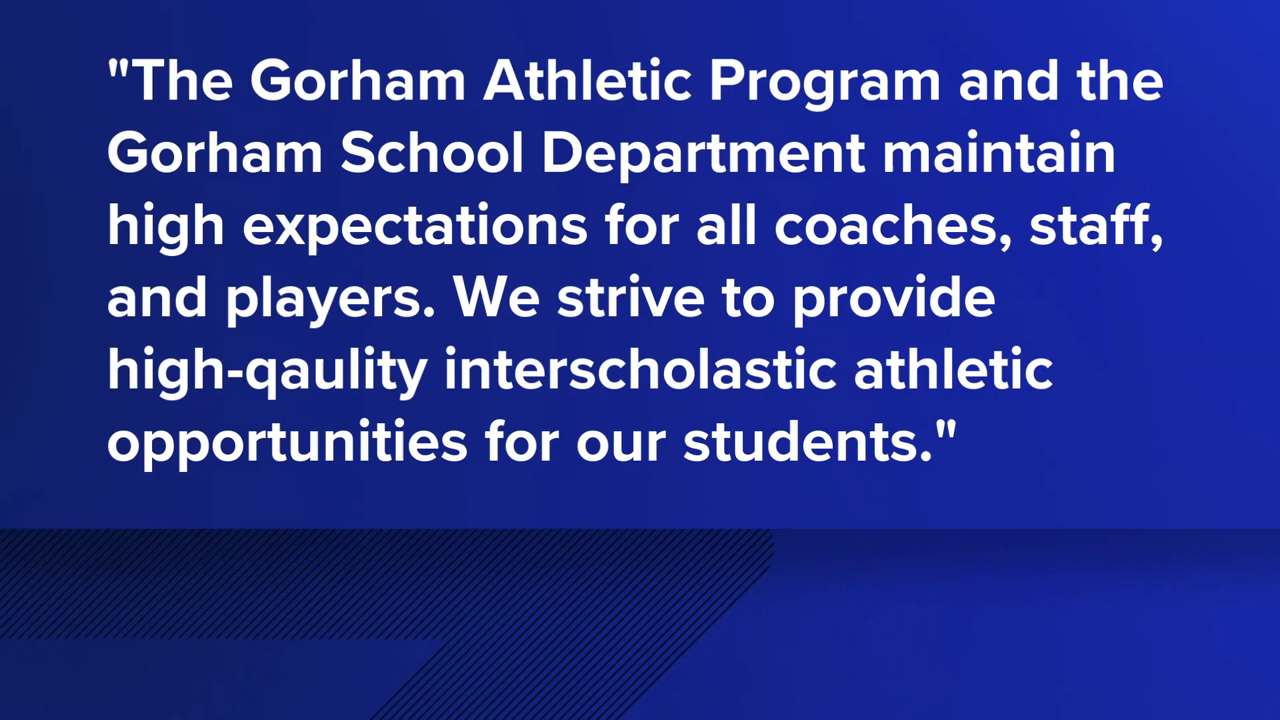 "The Gorham Athletic Program and the
Gorham School Department maintain
high expectations for all coaches, staff,
and players. We strive to provide
high-qaulity interscholastic athletic
opportunities for our students."